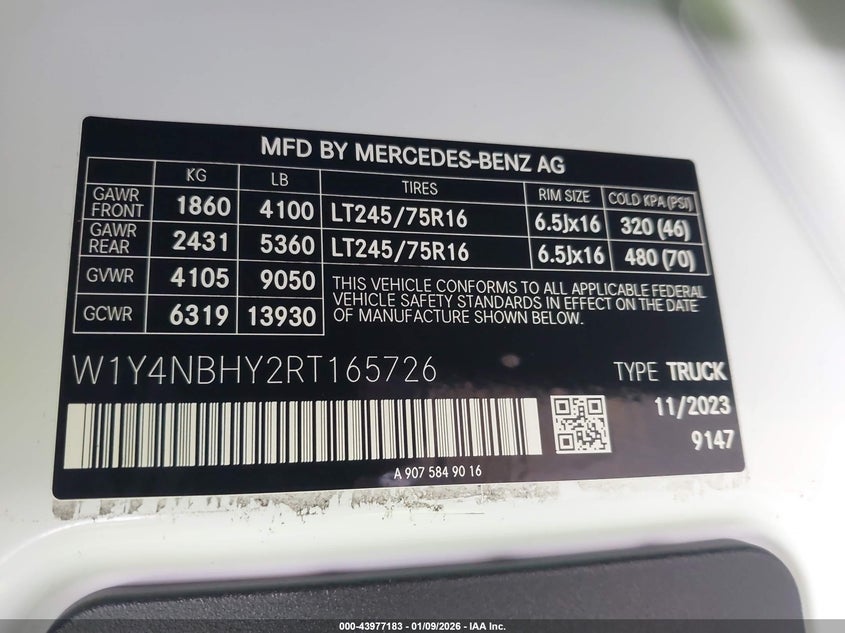 MFD BY MERCEDES-BENZ AG
KG LB TIRES RIM SIZE COLD KPA (PSI)
GAWR FRONT 1860 4100 LT245/75R16 6.5Jx16 320 (46)
GAWR REAR 2431 5360 LT245/75R16 6.5Jx16 480 (70)
GVWR 4105 9050
GCWR 6319 13930
THIS VEHICLE CONFORMS TO ALL APPLICABLE FEDERAL
VEHICLE SAFETY STANDARDS IN EFFECT ON THE DATE
OF MANUFACTURE SHOWN BELOW.
W1Y4NBHY2RT165726 TYPE TRUCK
11/2023
9147
A 907 584 90 16
000-43977183 - 01/09/2026 - IAA Inc.